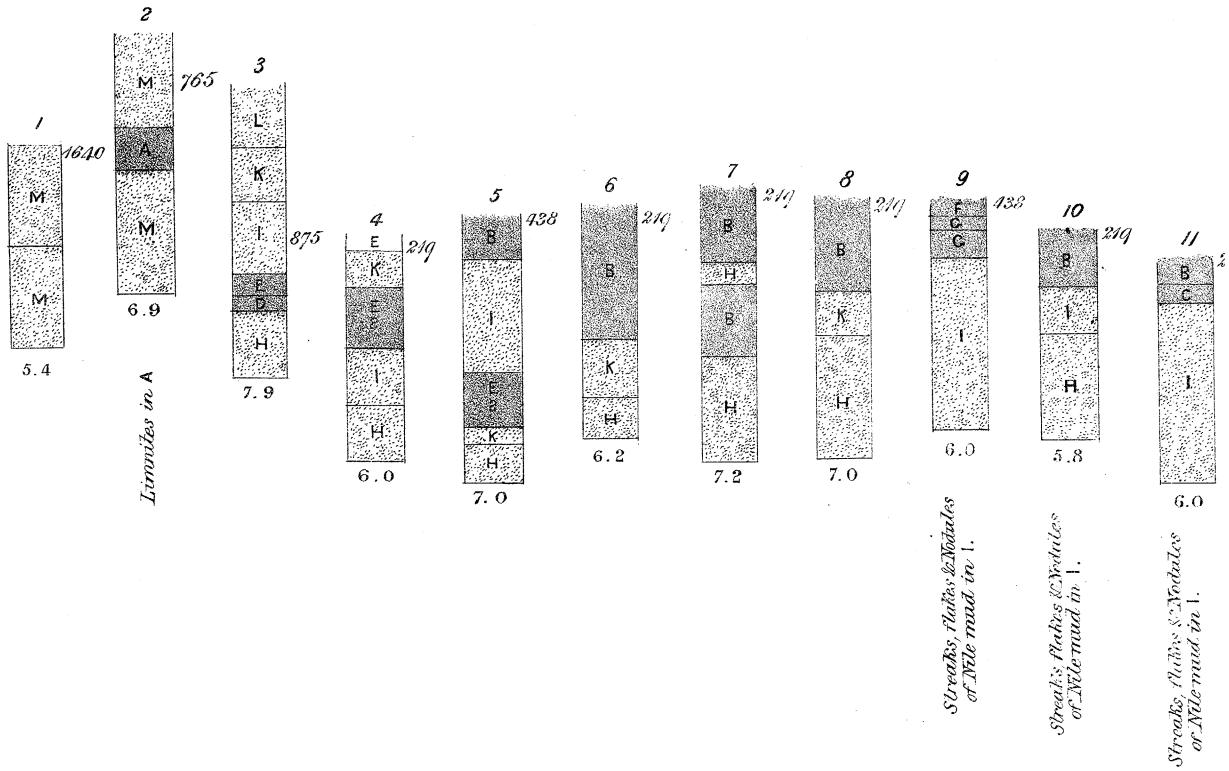 1
M
M
1640
5.4
2
M
A
M
765
6.9
Limnites in A
3
L
K
I
E
D
H
875
7.9
4
E
K
I
H
219
6.0
5
B
I
E
K
H
438
7.0
6
B
K
H
219
6.2
7
B
H
B
H
219
7.2
8
B
K
H
219
7.0
9
C
I
438
6.0
Streaks, flakes & Nodules
of Nile mud in I.
10
B
I
H
219
5.8
Streaks, flakes & Nodules
of Nile mud in I.
11
B
C
I
2
6.0
Streaks, flakes & Nodules
of Nile mud in I.